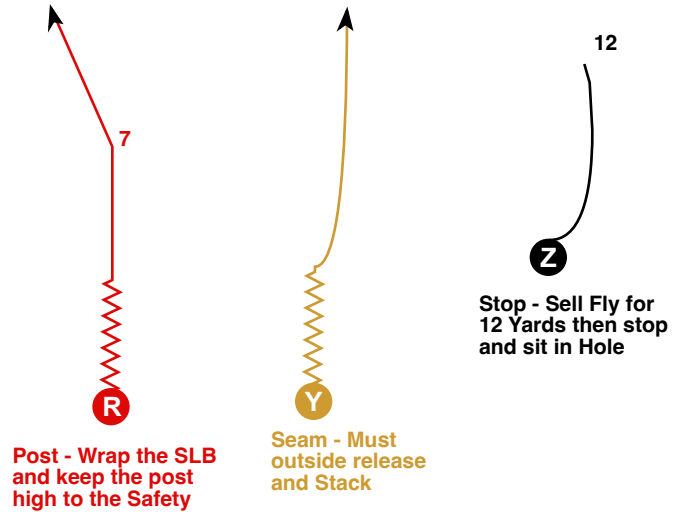 12
7
Z
Stop - Sell Fly for
12 Yards then stop
and sit in Hole
R
Y
Post - Wrap the SLB
and keep the post
high to the Safety
Seam - Must
outside release
and Stack